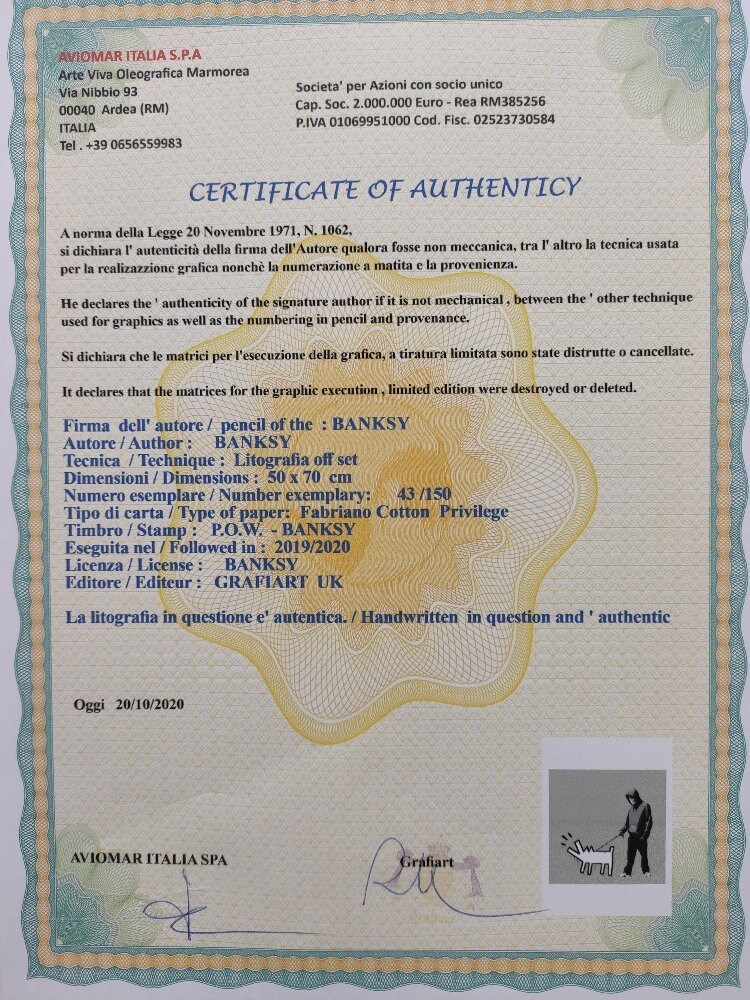 AVIOMAR ITALIA S.P.A
Arte Viva Oleografica Marmorea
Via Nibbio 93
00040 Ardea (RM)
ITALIA
Tel . +39 0656559983
Societa' per Azioni con socio unico
Cap. Soc. 2.000.000 Euro - Rea RM385256
P.IVA 01069951000 Cod. Fisc. 02523730584
CERTIFICATE OF AUTHENTICY
A norma della Legge 20 Novembre 1971, N. 1062,
si dichiara l' autenticità della firma dell'Autore qualora fosse non meccanica, tra l' altro la tecnica usata
per la realizazzione grafica nonchè la numerazione a matita e la provenienza.
He declares the ' authenticity of the signature author if it is not mechanical , between the ' other technique
used for graphics as well as the numbering in pencil and provenance.
Si dichiara che le matrici per l'esecuzione della grafica, a tiratura limitata sono state distrutte o cancellate.
It declares that the matrices for the graphic execution , limited edition were destroyed or deleted.
Firma dell' autore / pencil of the : BANKSY
Autore / Author : BANKSY
Tecnica / Technique : Litografia off set
Dimensioni / Dimensions : 50 x 70 cm
Numero esemplare / Number exemplary: 43 /150
Tipo di carta / Type of paper: Fabriano Cotton Privilege
Timbro / Stamp : P.O.W. - BANKSY
Eseguita nel / Followed in : 2019/2020
Licenza / License : BANKSY
Editore / Editeur : GRAFIART UK
La litografia in questione e' autentica. / Handwritten in question and ' authentic
Oggi 20/10/2020
AVIOMAR ITALIA SPA
Grafiart